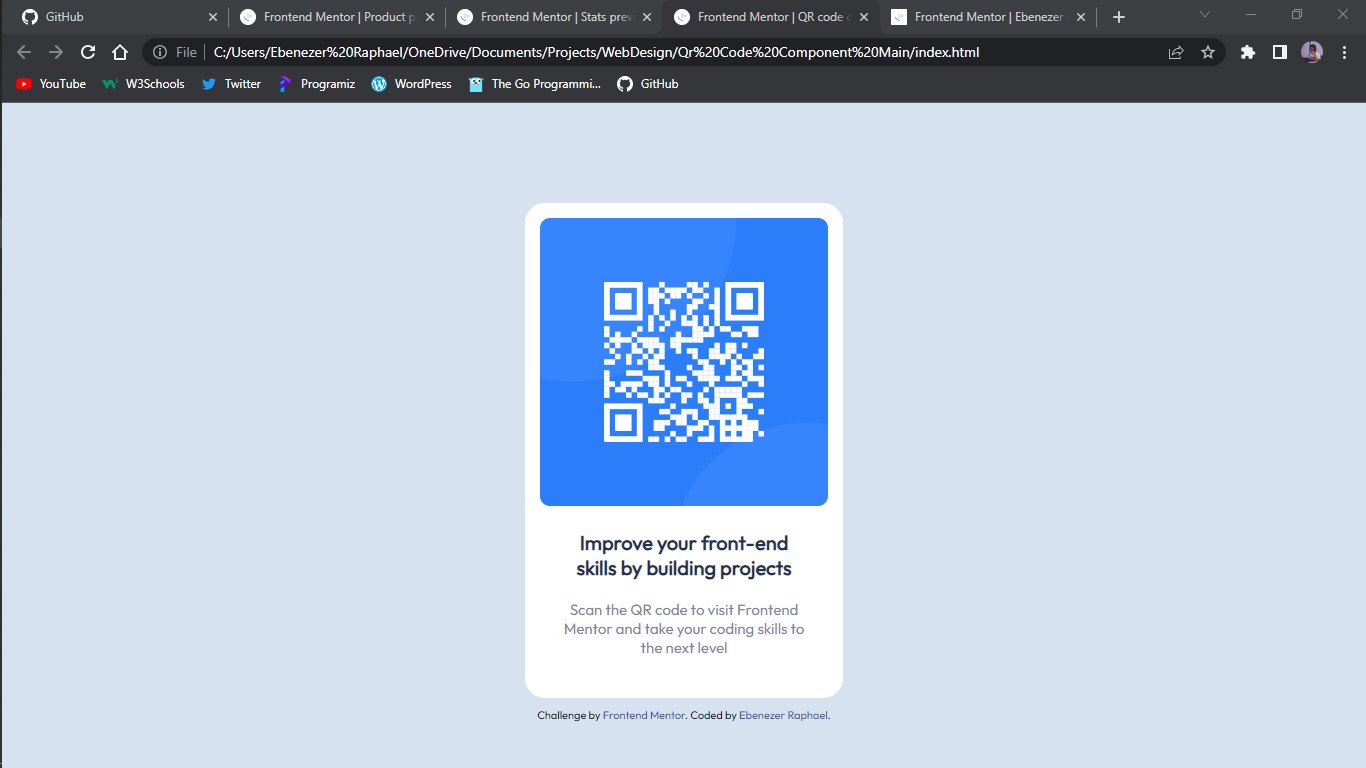 GitHub
Frontend Mentor | Product p
Frontend Mentor | Stats prev
Frontend Mentor | QR code c
Frontend Mentor | Ebenezer
File
C:/Users/Ebenezer%20Raphael/OneDrive/Documents/Projects/WebDesign/Qr%20Code%20Component%20Main/index.html
YouTube
W3Schools
Twitter
Programiz
WordPress
The Go Programmi...
GitHub
Improve your front-end
skills by building projects
Scan the QR code to visit Frontend
Mentor and take your coding skills to
the next level
Challenge by Frontend Mentor. Coded by Ebenezer Raphael.